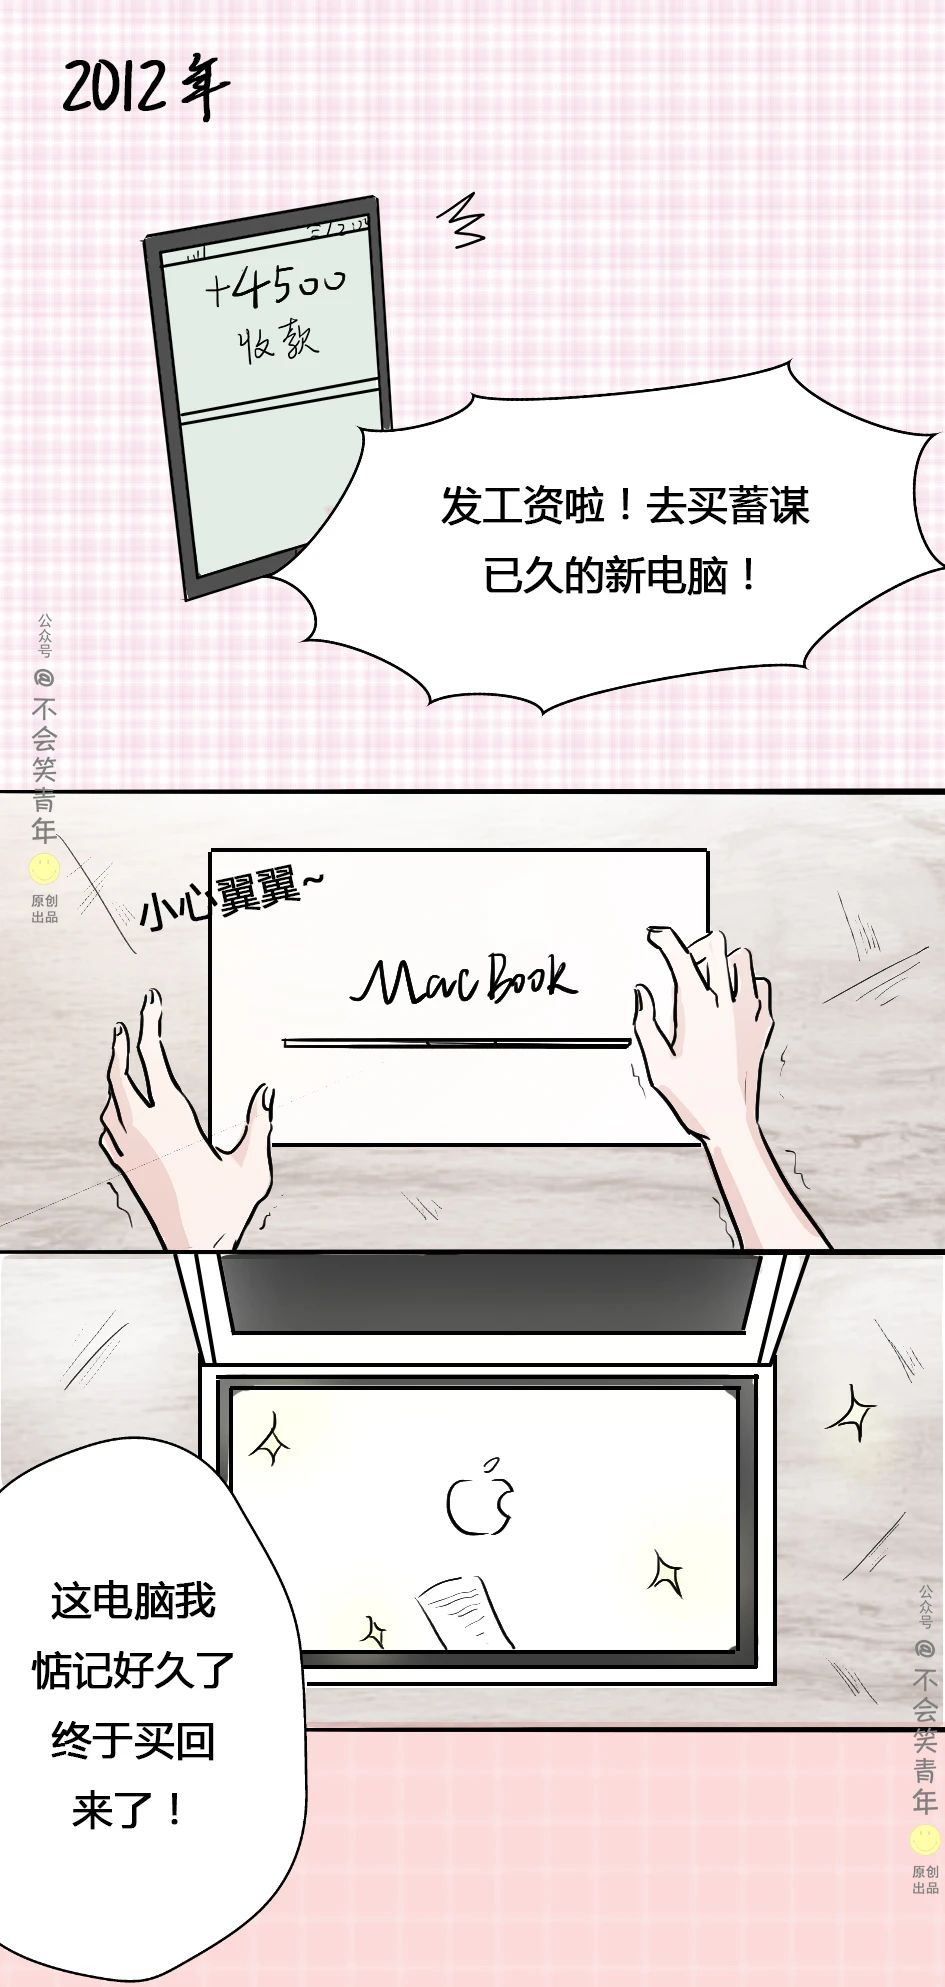 2012年
+4500
收款
发工资啦！去买蓄谋
已久的新电脑！
公众号
@不会笑青年
原创
出品
小心翼翼~
MacBook
这电脑我
惦记好久了
终于买回
来了！
公众号
@不会笑青年
原创
出品